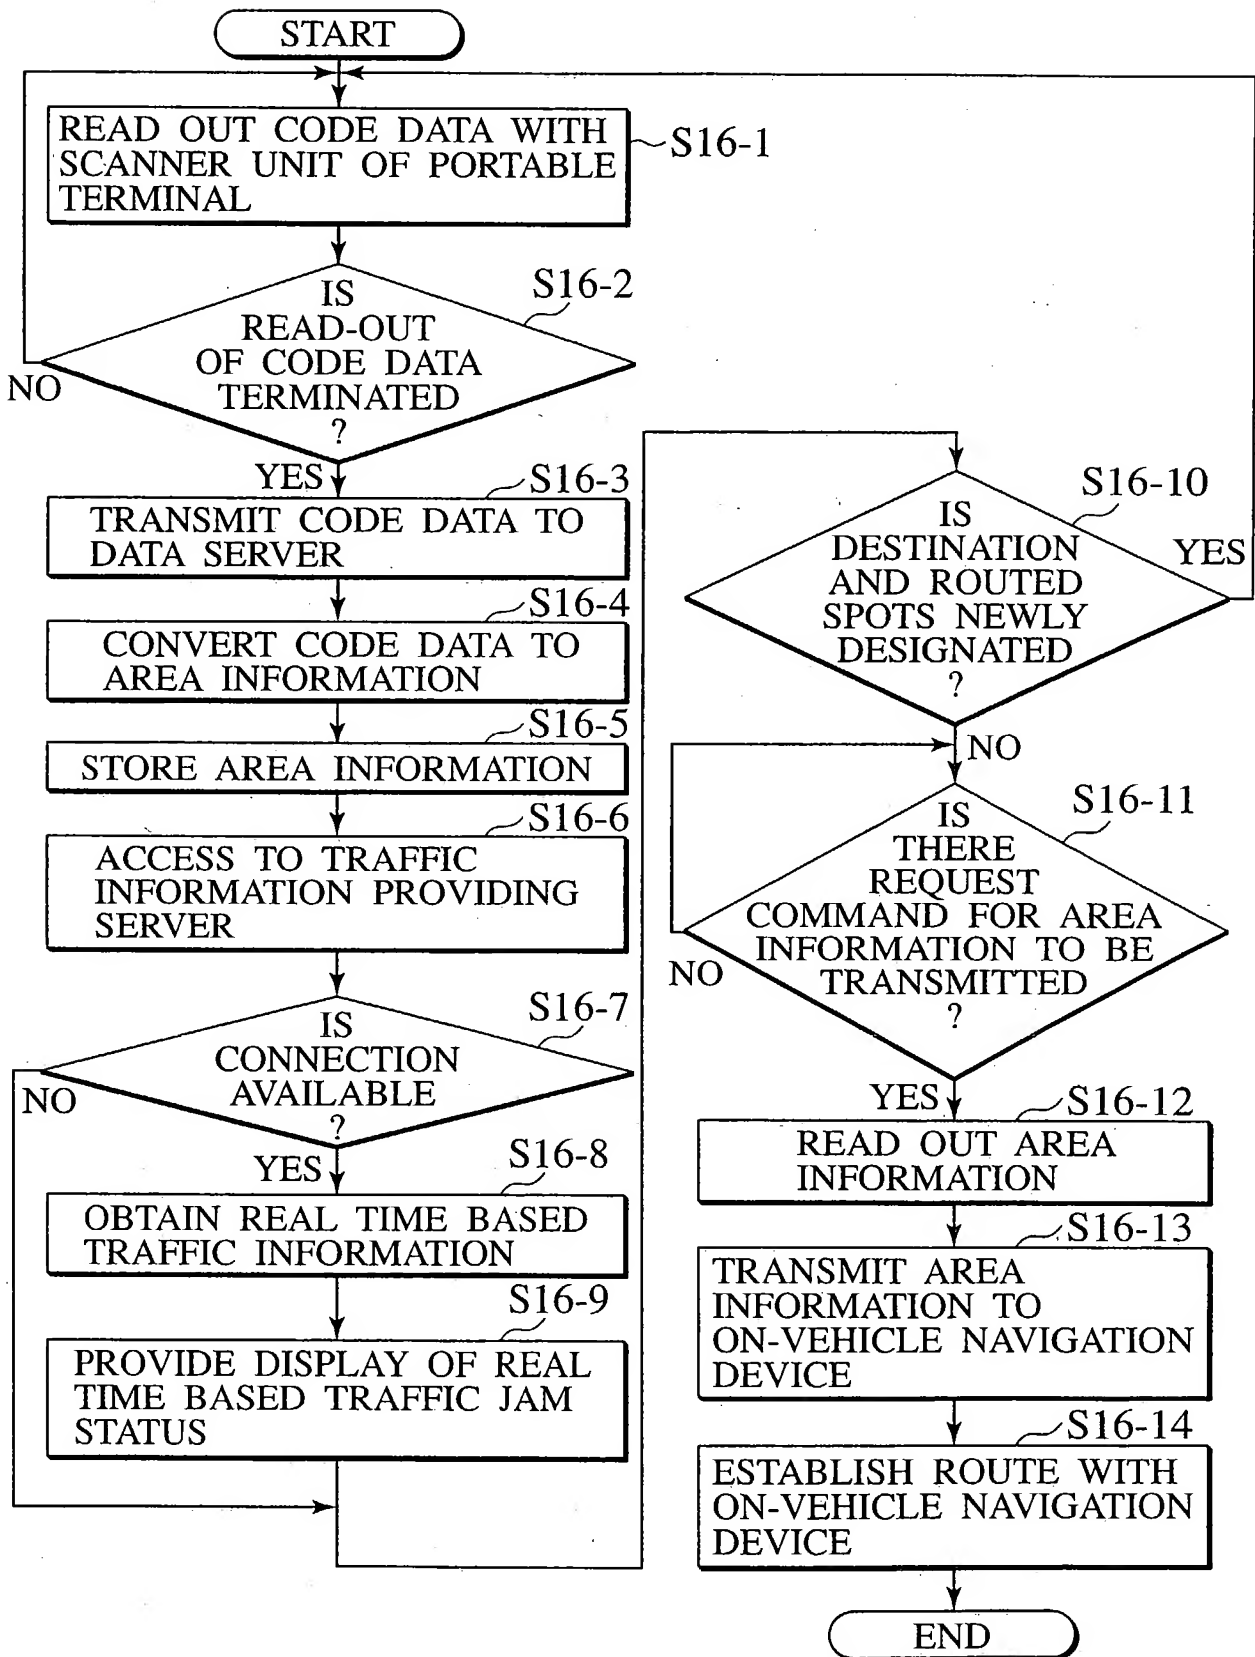 START
READ OUT CODE DATA WITH
SCANNER UNIT OF PORTABLE
TERMINAL
S16-1
IS
READ-OUT
OF CODE DATA
TERMINATED
?
S16-2
NO
YES
S16-3
TRANSMIT CODE DATA TO
DATA SERVER
S16-4
CONVERT CODE DATA TO
AREA INFORMATION
S16-5
STORE AREA INFORMATION
S16-6
ACCESS TO TRAFFIC
INFORMATION PROVIDING
SERVER
S16-7
IS
CONNECTION
AVAILABLE
?
NO
YES
S16-8
OBTAIN REAL TIME BASED
TRAFFIC INFORMATION
S16-9
PROVIDE DISPLAY OF REAL
TIME BASED TRAFFIC JAM
STATUS
S16-10
IS
DESTINATION
AND ROUTED
SPOTS NEWLY
DESIGNATED
?
YES
NO
S16-11
IS
THERE
REQUEST
COMMAND FOR AREA
INFORMATION TO BE
TRANSMITTED
?
NO
YES
S16-12
READ OUT AREA
INFORMATION
S16-13
TRANSMIT AREA
INFORMATION TO
ON-VEHICLE NAVIGATION
DEVICE
S16-14
ESTABLISH ROUTE WITH
ON-VEHICLE NAVIGATION
DEVICE
END